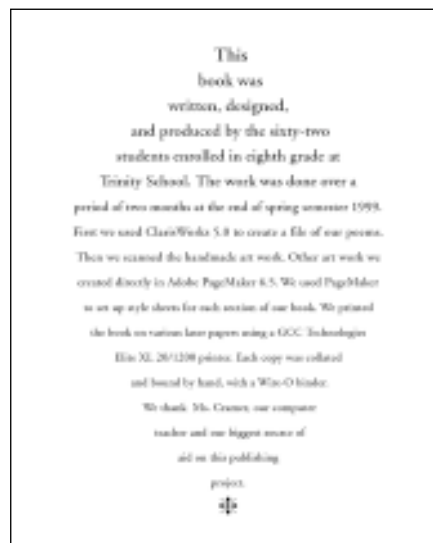 This
book was
written, designed,
and produced by the sixty-two
students enrolled in eighth grade at
Trinity School. The work was done over a
period of two months at the end of spring semester 1999.
First we used ClarisWorks 5.0 to create a file of our poems.
Then we scanned the handmade art work. Other art work we
created directly in Adobe PageMaker 6.5. We used PageMaker
to set up style sheets for each section of our book. We printed
the book on various laser papers using a GCC Technologies
Elite XL 20/1200 printer. Each copy was collated
and bound by hand, with a Wire-O binder.
We thank Ms. Cramer, our computer
teacher and our biggest source of
aid on this publishing
project.